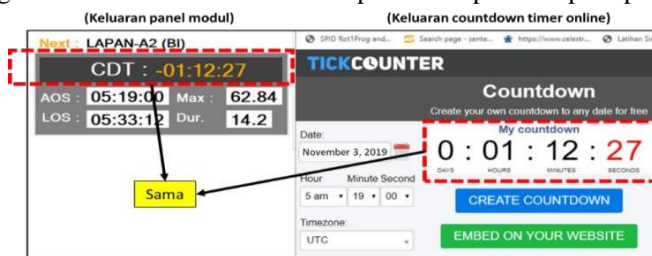 (Keluaran panel modul)
(Keluaran countdown timer online)
Next : LAPAN-A2 (BI)
CDT : -01:12:27
AOS : 05:19:00 Max : 62.84
LOS : 05:33:12 Dur. 14.2
Sama
SPID Rot1Prog and...
Search page - sente...
https://www.celestr...
TICKCOUNTER
Countdown
Create your own countdown to any date for free
Date:
November 3, 2019
Hour Minute Second
5 am 19 00
Timezone:
UTC
My countdown
0 : 01 : 12 : 27
DAYS HOURS MINUTES SECONDS
CREATE COUNTDOWN
EMBED ON YOUR WEBSITE